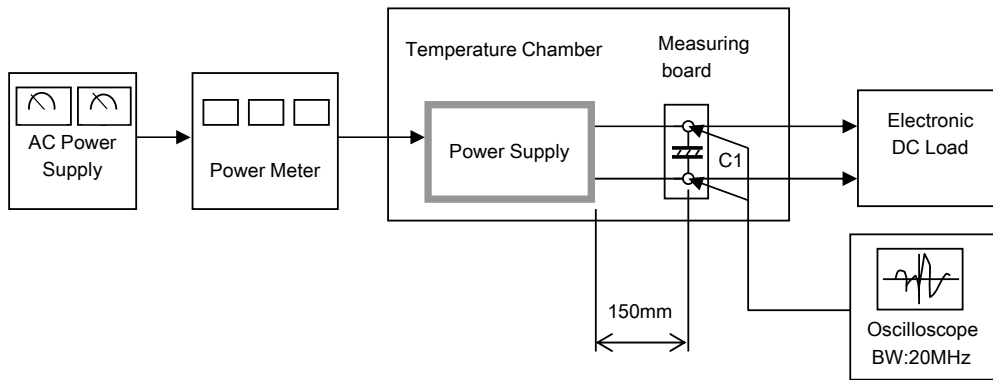 Temperature Chamber
Measuring
board
AC Power
Supply
Power Meter
Power Supply
C1
Electronic
DC Load
150mm
Oscilloscope
BW:20MHz